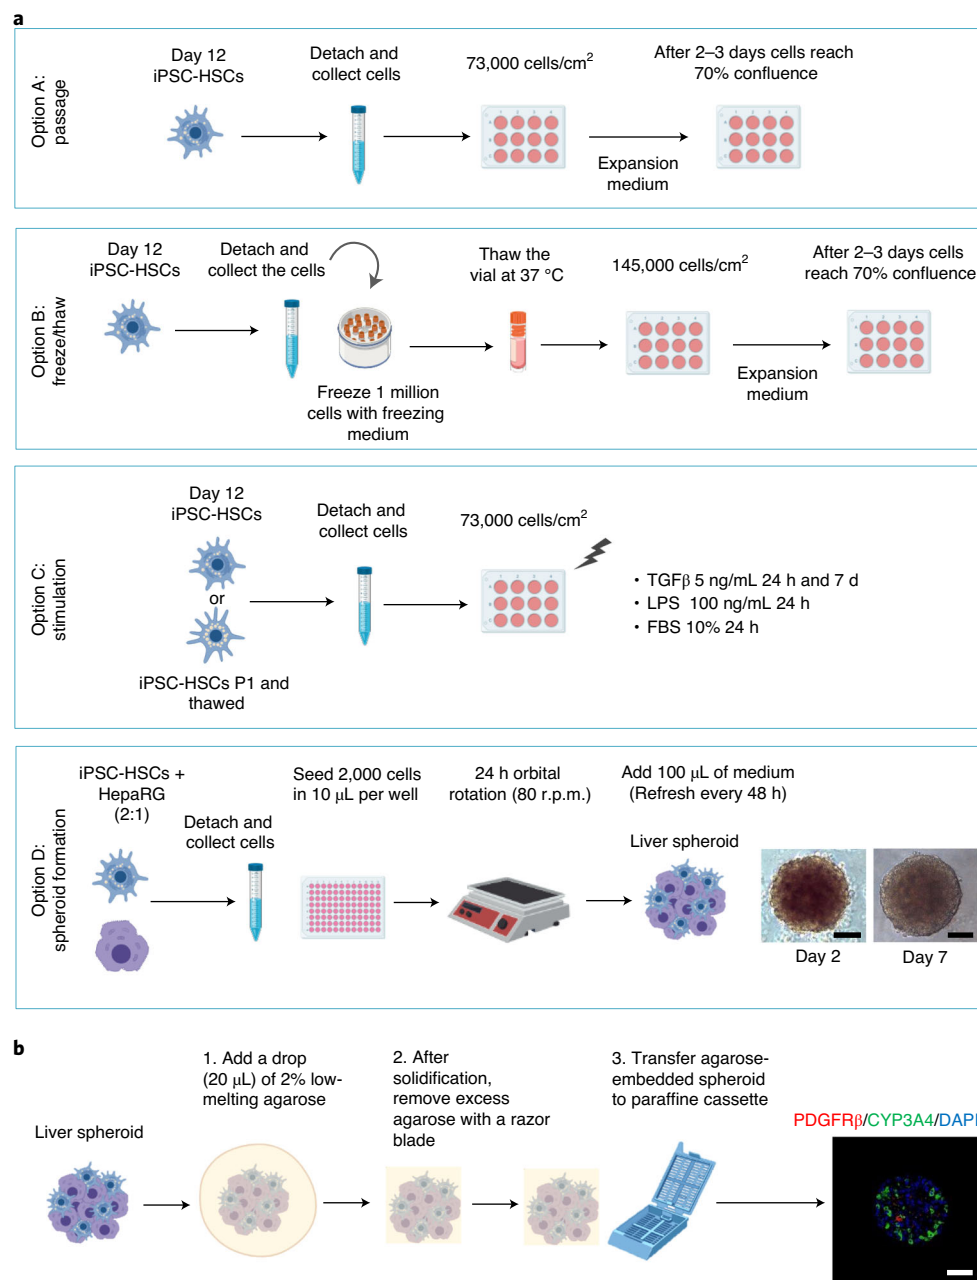 a
Option A:
passage
Day 12
iPSC-HSCs
Detach and
collect cells
73,000 cells/cm²
After 2–3 days cells reach
70% confluence
Expansion
medium
Option B:
freeze/thaw
Day 12
iPSC-HSCs
Detach and
collect the cells
Freeze 1 million
cells with freezing
medium
Thaw the
vial at 37 °C
145,000 cells/cm²
Expansion
medium
After 2–3 days cells
reach 70% confluence
Option C:
stimulation
Day 12
iPSC-HSCs
or
iPSC-HSCs P1 and
thawed
Detach and
collect cells
73,000 cells/cm²
• TGFβ 5 ng/mL 24 h and 7 d
• LPS 100 ng/mL 24 h
• FBS 10% 24 h
Option D:
spheroid formation
iPSC-HSCs +
HepaRG
(2:1)
Detach and
collect cells
Seed 2,000 cells
in 10 µL per well
24 h orbital
rotation (80 r.p.m.)
Add 100 µL of medium
(Refresh every 48 h)
Liver spheroid
Day 2
Day 7
b
Liver spheroid
1. Add a drop
(20 µL) of 2% low-
melting agarose
2. After
solidification,
remove excess
agarose with a razor
blade
3. Transfer agarose-
embedded spheroid
to paraffine cassette
PDGFRβ/CYP3A4/DAPI